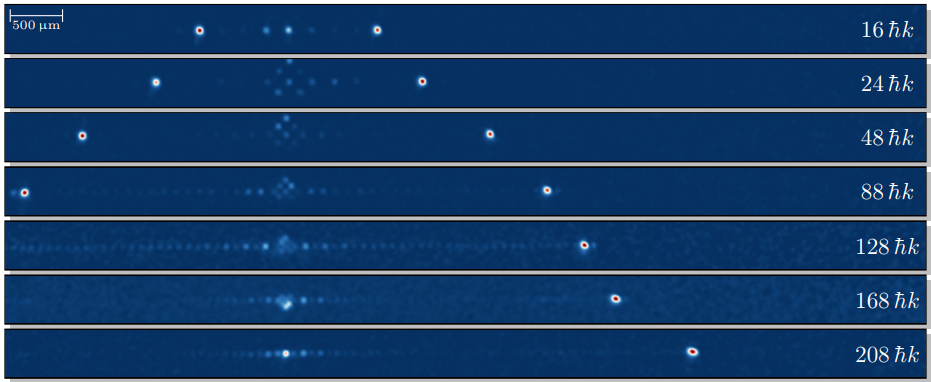 500 μm
16 ℏk
24 ℏk
48 ℏk
88 ℏk
128 ℏk
168 ℏk
208 ℏk